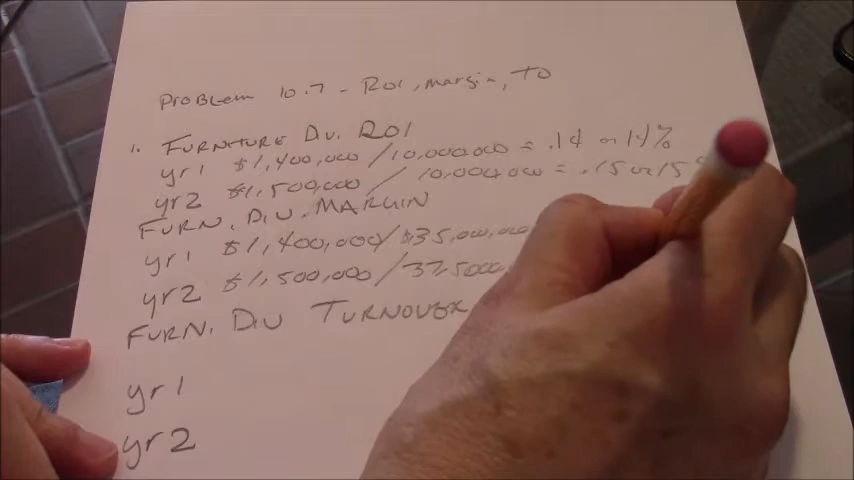 Problem 10.7 - ROI, margin, TO
1. FURNITURE DIV. ROI
yr1 $1,400,000 / 10,000,000 = .14 or 14%
yr2 $1,500,000 / 10,000,000 = .15 or 15%
FURN. DIV. MARGIN
yr1 $1,400,000 / $35,000,000
yr2 $1,500,000 / 37,500,0
FURN. DIV TURNOVER
yr1
yr2